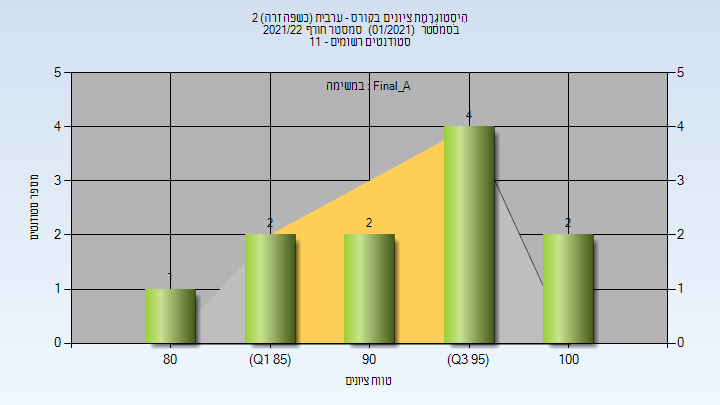 היסטוגרמת ציונים בקורס - ערבית (כשפה זרה) 2
בסמסטר (01/2021) סמסטר חורף 2021/22
סטודנטים רשומים - 11
במשימה : Final_A
מספר סטודנטים
5 5
4 4 4
3 3
2 2 2 2 2
1 1 1
0 0
80 (Q1 85) 90 (Q3 95) 100
טווח ציונים